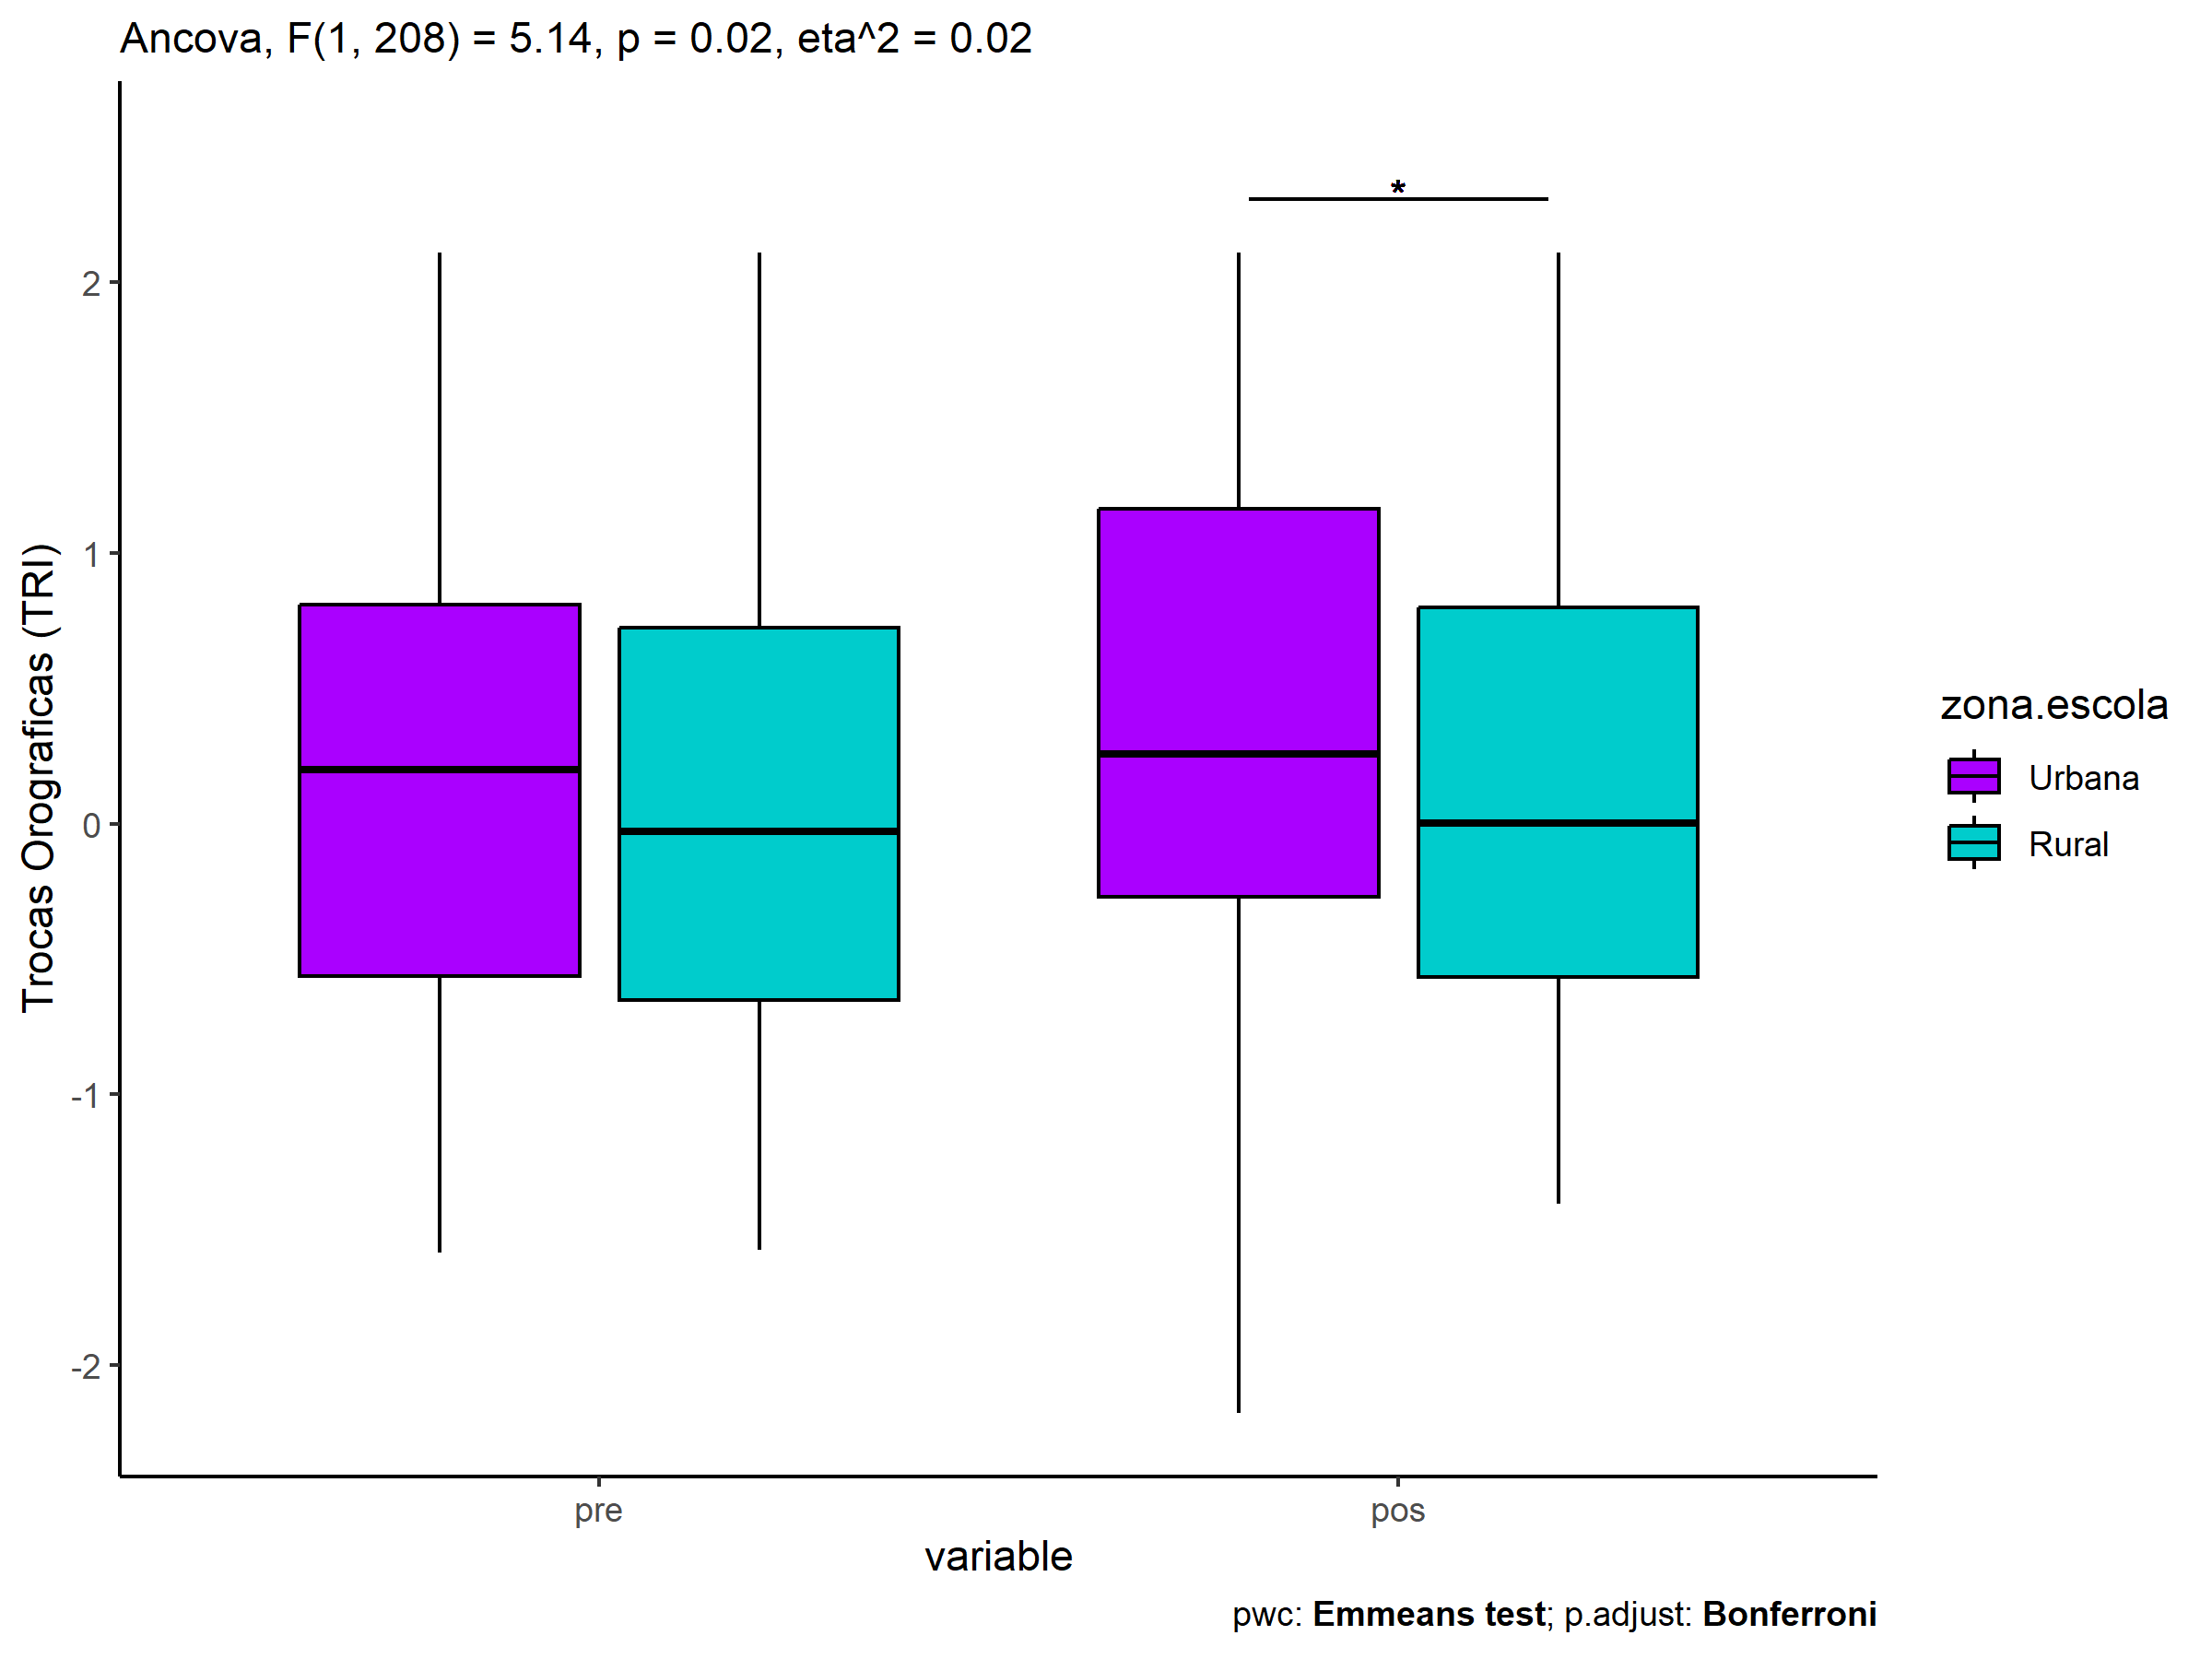 Ancova, F(1, 208) = 5.14, p = 0.02, eta^2 = 0.02
*
2
1
0
-1
-2
Trocas Orograficas (TRI)
pre
pos
variable
zona.escola
Urbana
Rural
pwc: Emmeans test; p.adjust: Bonferroni